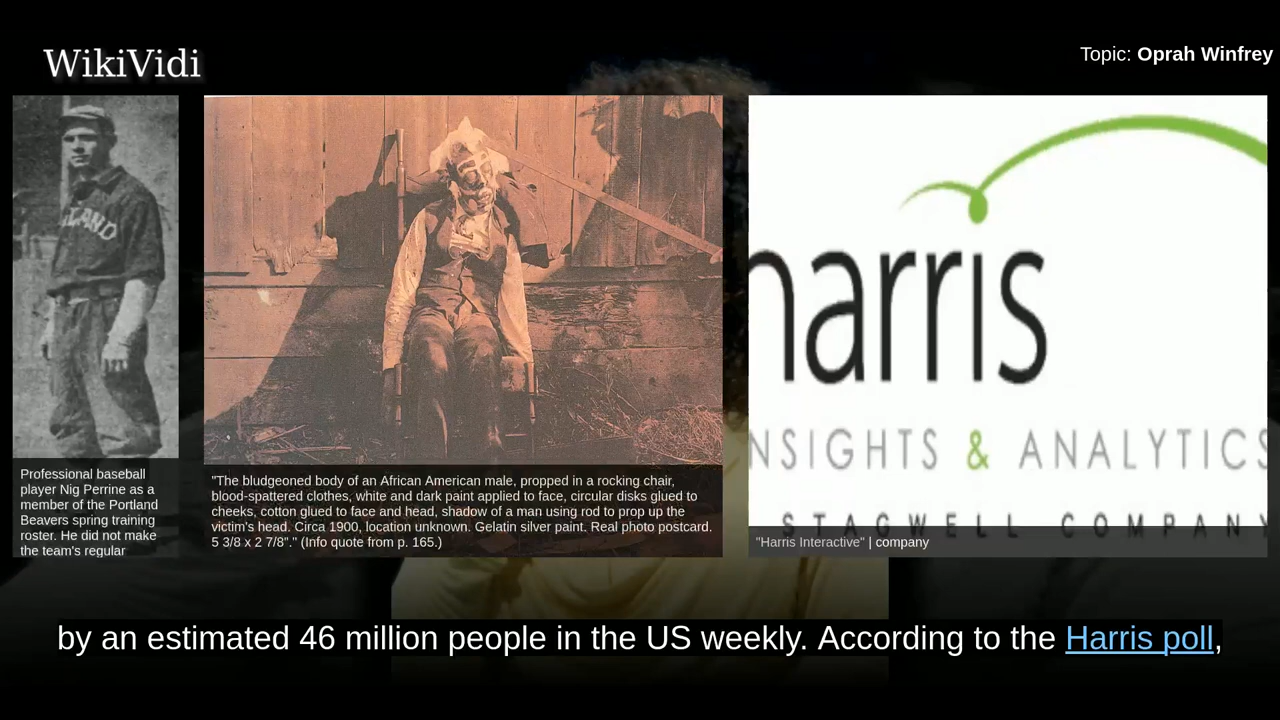 WikiVidi
Topic: Oprah Winfrey
LAND
Professional baseball
player Nig Perrine as a
member of the Portland
Beavers spring training
roster. He did not make
the team's regular
"The bludgeoned body of an African American male, propped in a rocking chair,
blood-spattered clothes, white and dark paint applied to face, circular disks glued to
cheeks, cotton glued to face and head, shadow of a man using rod to prop up the
victim's head. Circa 1900, location unknown. Gelatin silver paint. Real photo postcard.
5 3/8 x 2 7/8"." (Info quote from p. 165.)
harris
NSIGHTS & ANALYTICS
STAGWELL COMPANY
"Harris Interactive" | company
by an estimated 46 million people in the US weekly. According to the Harris poll,